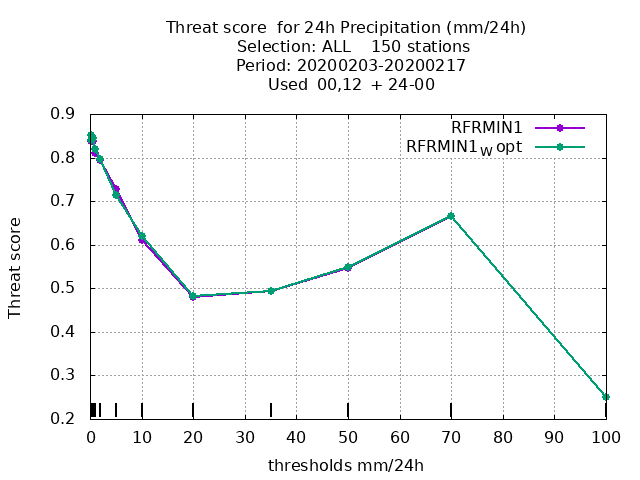 Threat score  for 24h Precipitation (mm/24h)
Selection: ALL    150 stations
Period: 20200203-20200217
Used  00,12  + 24-00
RFRMIN1
RFRMIN1W opt
Threat score
0.9
0.8
0.7
0.6
0.5
0.4
0.3
0.2
0 10 20 30 40 50 60 70 80 90 100
thresholds mm/24h